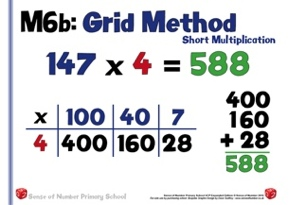 M6b: Grid Method
Short Multiplication
147 x 4 = 588
x 100 40 7
4 400 160 28
400
160
+ 28
588
Sense of Number Primary School